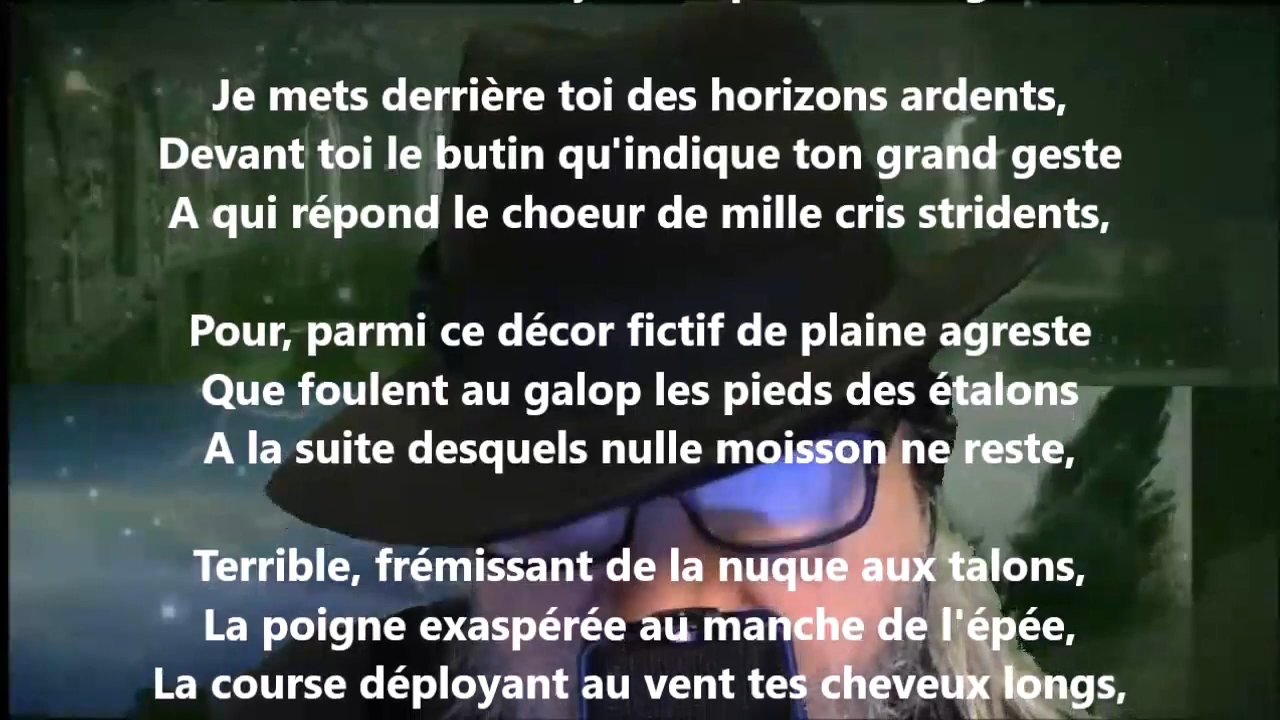 Je mets derrière toi des horizons ardents,
Devant toi le butin qu'indique ton grand geste
A qui répond le choeur de mille cris stridents,
Pour, parmi ce décor fictif de plaine agreste
Que foulent au galop les pieds des étalons
A la suite desquels nulle moisson ne reste,
Terrible, frémissant de la nuque aux talons,
La poigne exaspérée au manche de l'épée,
La course déployant au vent tes cheveux longs,